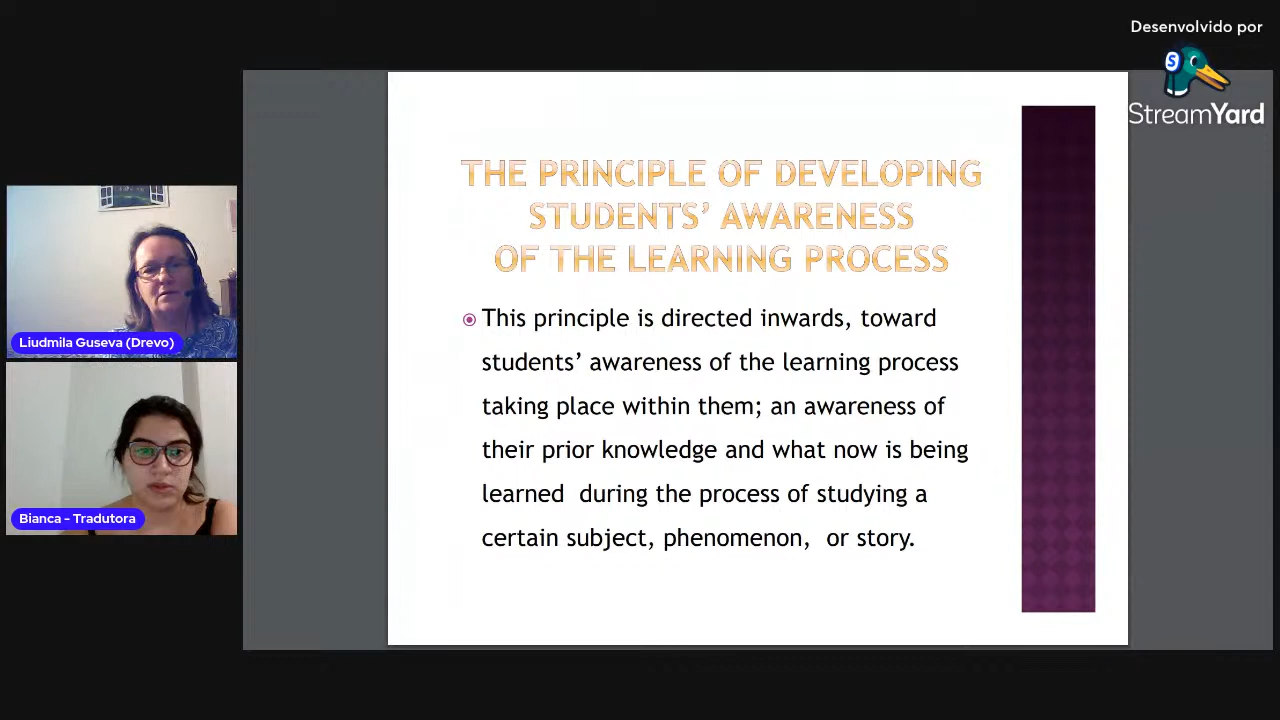 Desenvolvido por
S
StreamYard
THE PRINCIPLE OF DEVELOPING
STUDENTS’ AWARENESS
OF THE LEARNING PROCESS
This principle is directed inwards, toward
students’ awareness of the learning process
taking place within them; an awareness of
their prior knowledge and what now is being
learned  during the process of studying a
certain subject, phenomenon,  or story.
Liudmila Guseva (Drevo)
Bianca - Tradutora